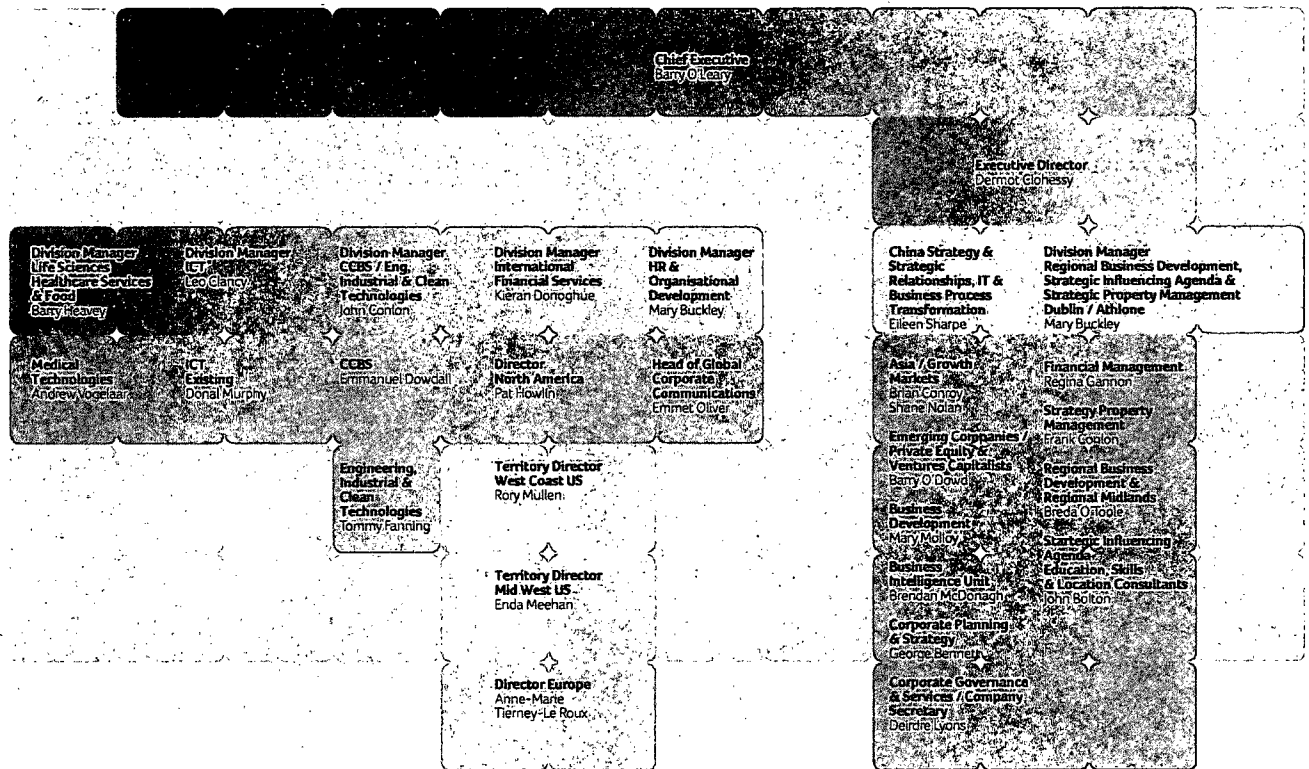 Chief Executive
Barry O'Leary
Executive Director
Dermot Clohessy
Division Manager
Life Sciences
Healthcare Services
& Food
Barry Heavey
Division Manager
ICT
Leo Clancy
Division Manager
CCBS / Eng,
Industrial & Clean
Technologies
John Conlon
Division Manager
International
Financial Services
Kieran Donoghue
Division Manager
HR &
Organisational
Development
Mary Buckley
China Strategy &
Strategic
Relationships, IT &
Business Process
Transformation
Eileen Sharpe
Division Manager
Regional Business Development,
Strategic Influencing Agenda &
Strategic Property Management
Dublin / Athlone
Mary Buckley
Medical
Technologies
Andrew Vogelaar
ICT
Existing
Donal Murphy
CCBS
Emmanuel Dowdall
Director
North America
Pat Howlin
Head of Global
Corporate
Communications
Emmet Oliver
Engineering,
Industrial &
Clean
Technologies
Tommy Fanning
Territory Director
West Coast US
Rory Mullen
Territory Director
Mid West US
Enda Meehan
Director Europe
Anne-Marie
Tierney-Le Roux
Asia / Growth
Markets
Brian Conroy
Shane Nolan
Emerging Companies /
Private Equity &
Ventures Capitalists
Barry O'Dowd
Business
Development
Mary Molloy
Business
Intelligence Unit
Brendan McDonagh
Corporate Planning
& Strategy
George Bennett
Corporate Governance
& Services / Company
Secretary
Deirdre Lyons
Financial Management
Regina Gannon
Strategy Property
Management
Frank Conlon
Regional Business
Development &
Regional Midlands
Breda O'Toole
Startegic Influencing
Agenda
Education, Skills
& Location Consultants
John Bolton